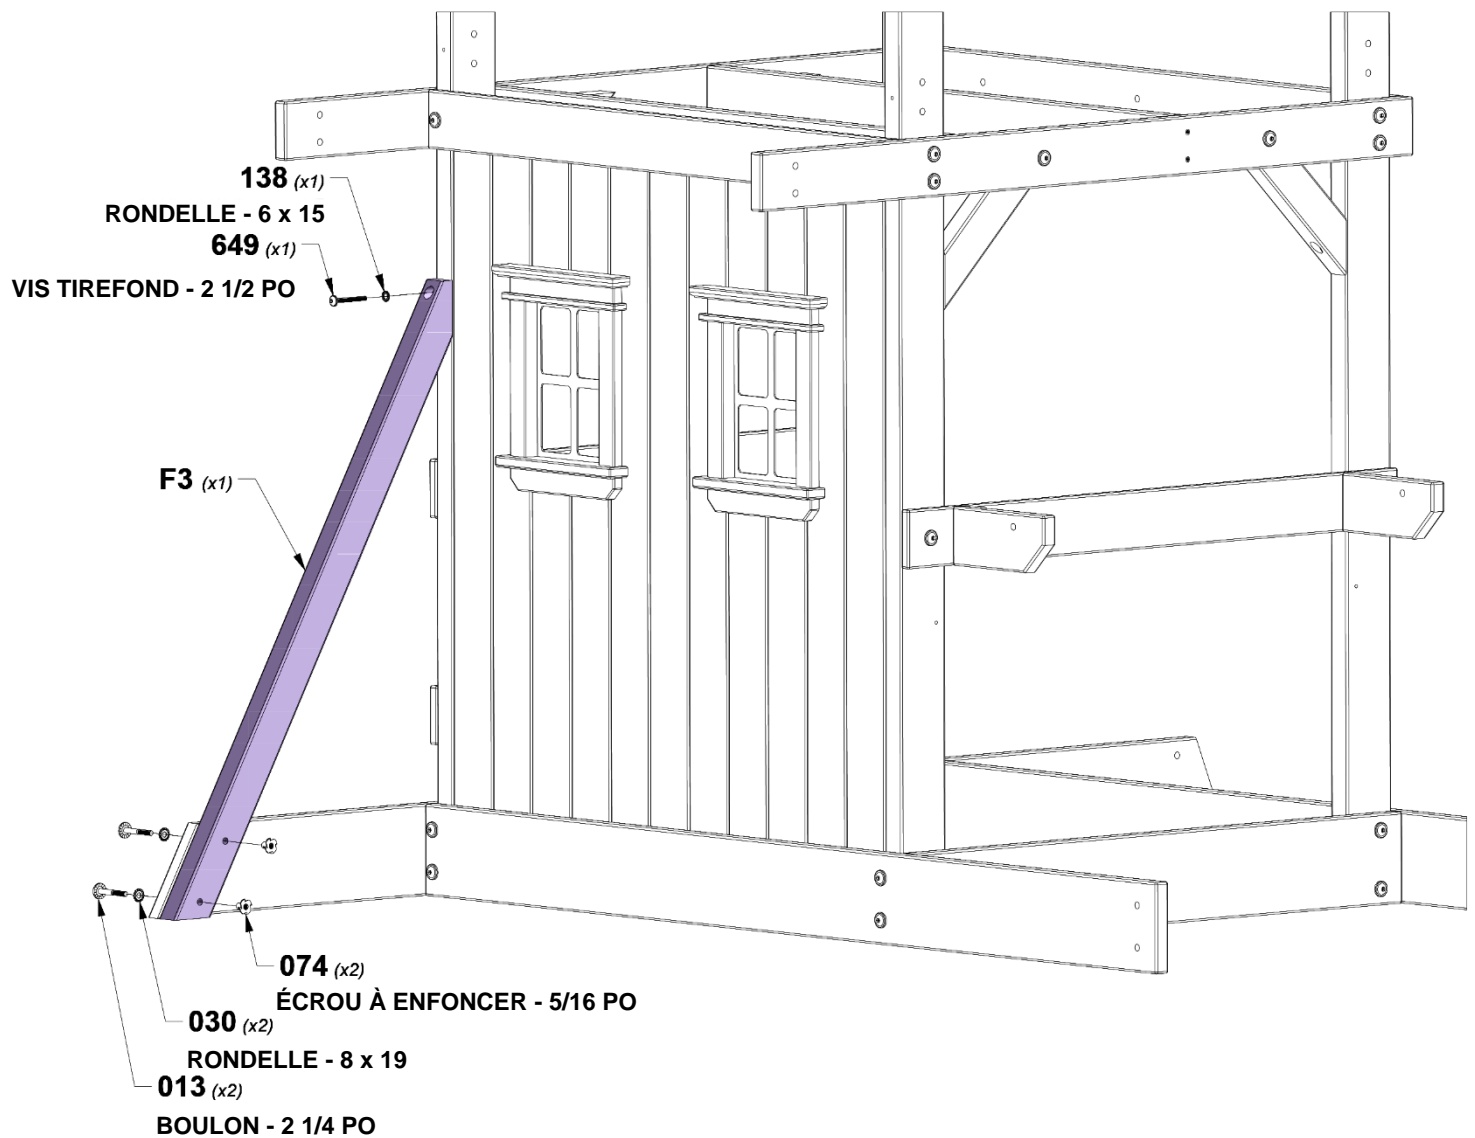 138 (x1)
RONDELLE - 6 x 15
649 (x1)
VIS TIREFOND - 2 1/2 PO
F3 (x1)
074 (x2)
ÉCROU À ENFONCER - 5/16 PO
030 (x2)
RONDELLE - 8 x 19
013 (x2)
BOULON - 2 1/4 PO